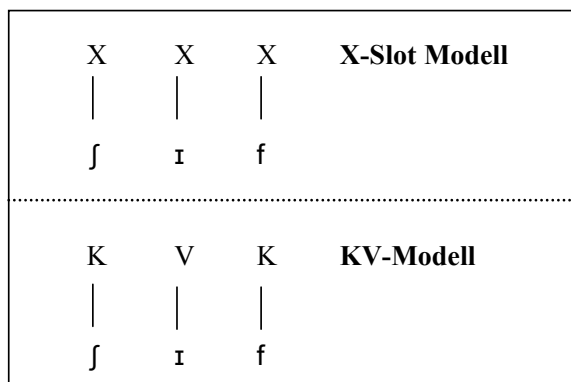 X X X X-Slot Modell
ʃ ɪ f
K V K KV-Modell
ʃ ɪ f